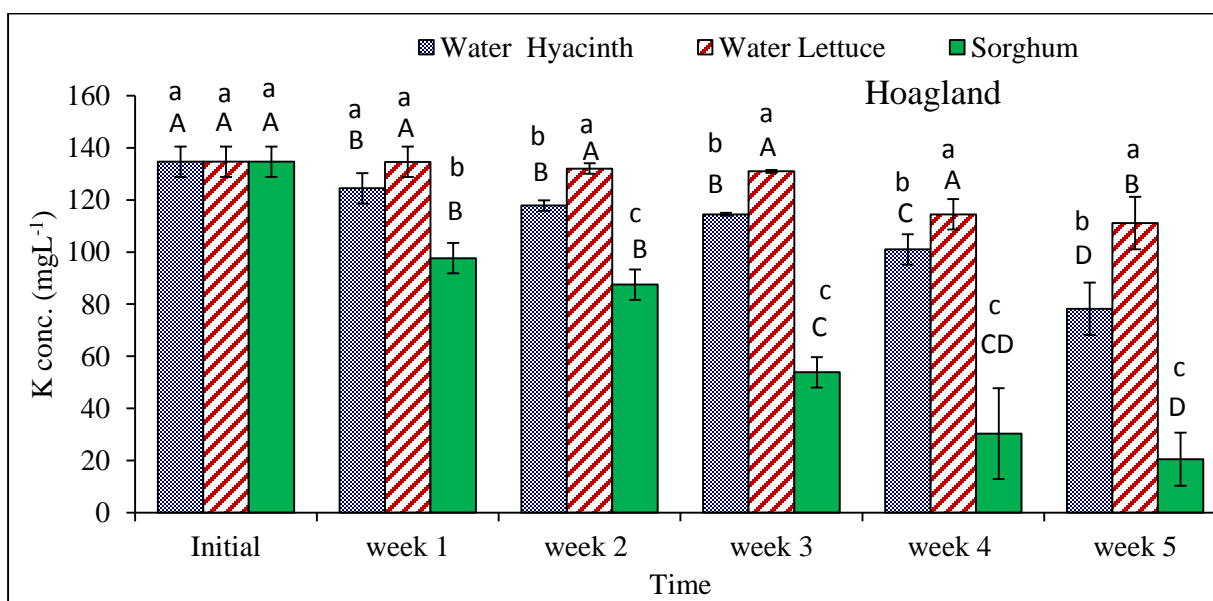 Water Hyacinth Water Lettuce Sorghum
Hoagland
K conc. (mgL-1)
160
140
120
100
80
60
40
20
0
a a a a a b a b a a a
A A A B A b B A c B A b C A b B
B B c C c D c
CD D
Initial week 1 week 2 week 3 week 4 week 5
Time